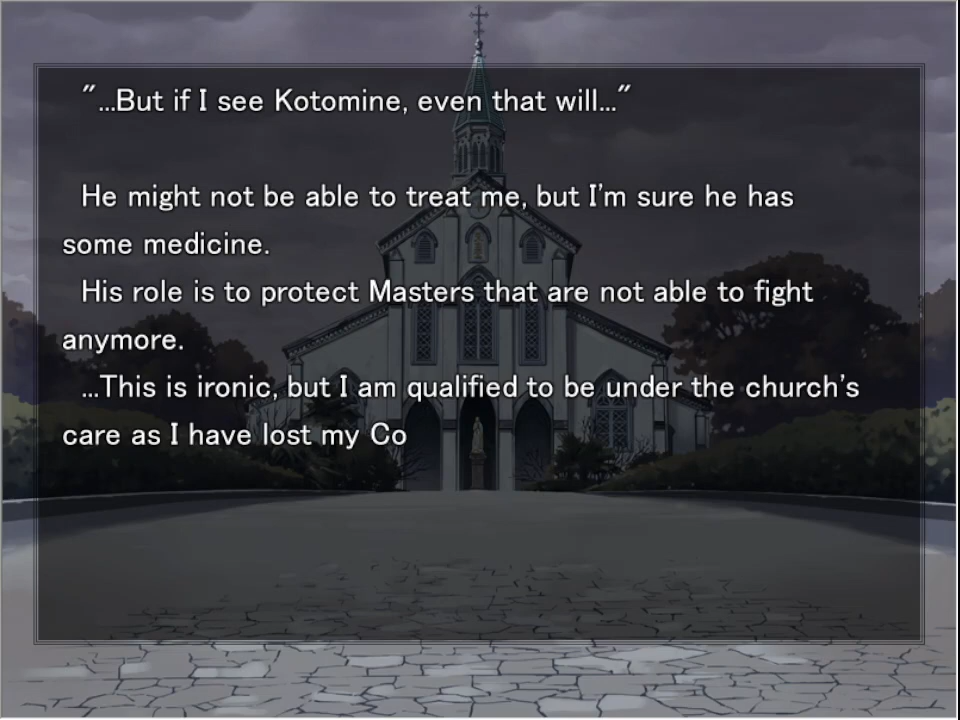 "...But if I see Kotomine, even that will..."
He might not be able to treat me, but I'm sure he has
some medicine.
His role is to protect Masters that are not able to fight
anymore.
...This is ironic, but I am qualified to be under the church's
care as I have lost my Co